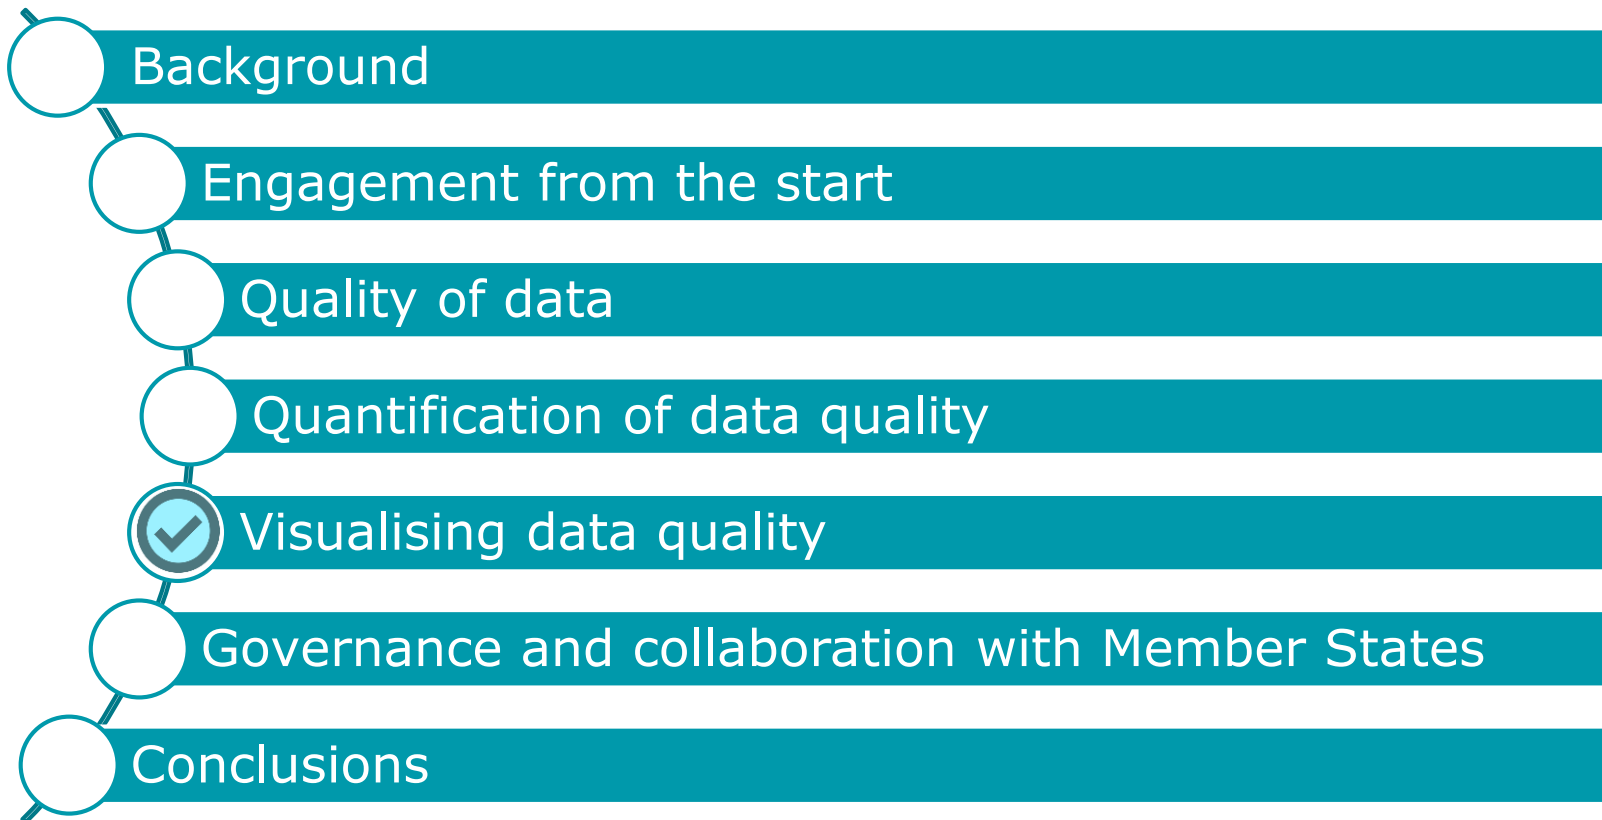 Background
Engagement from the start
Quality of data
Quantification of data quality
Visualising data quality
Governance and collaboration with Member States
Conclusions